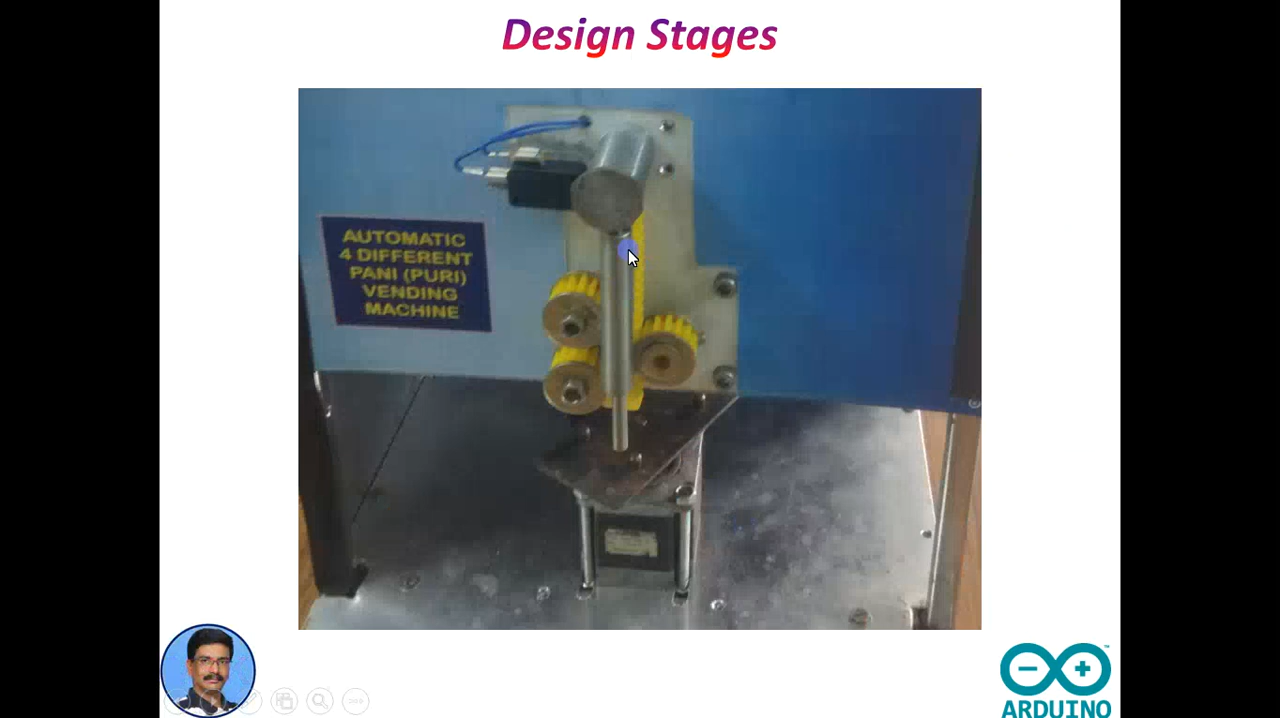 Design Stages
AUTOMATIC
4 DIFFERENT
PANI (PURI)
VENDING
MACHINE
ARDUINO